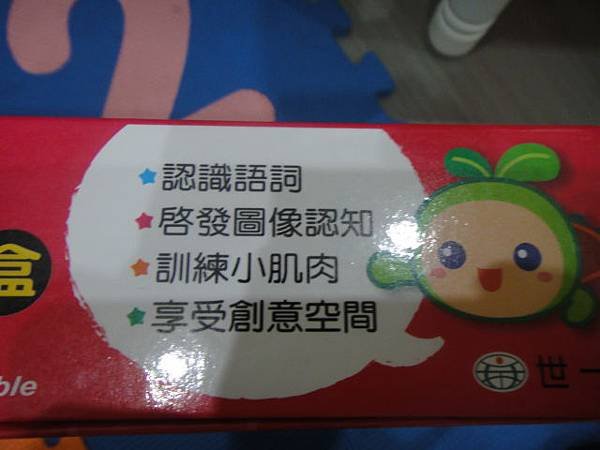 認識語詞
啓發圖像認知
訓練小肌肉
享受創意空間
盒
ble
世一